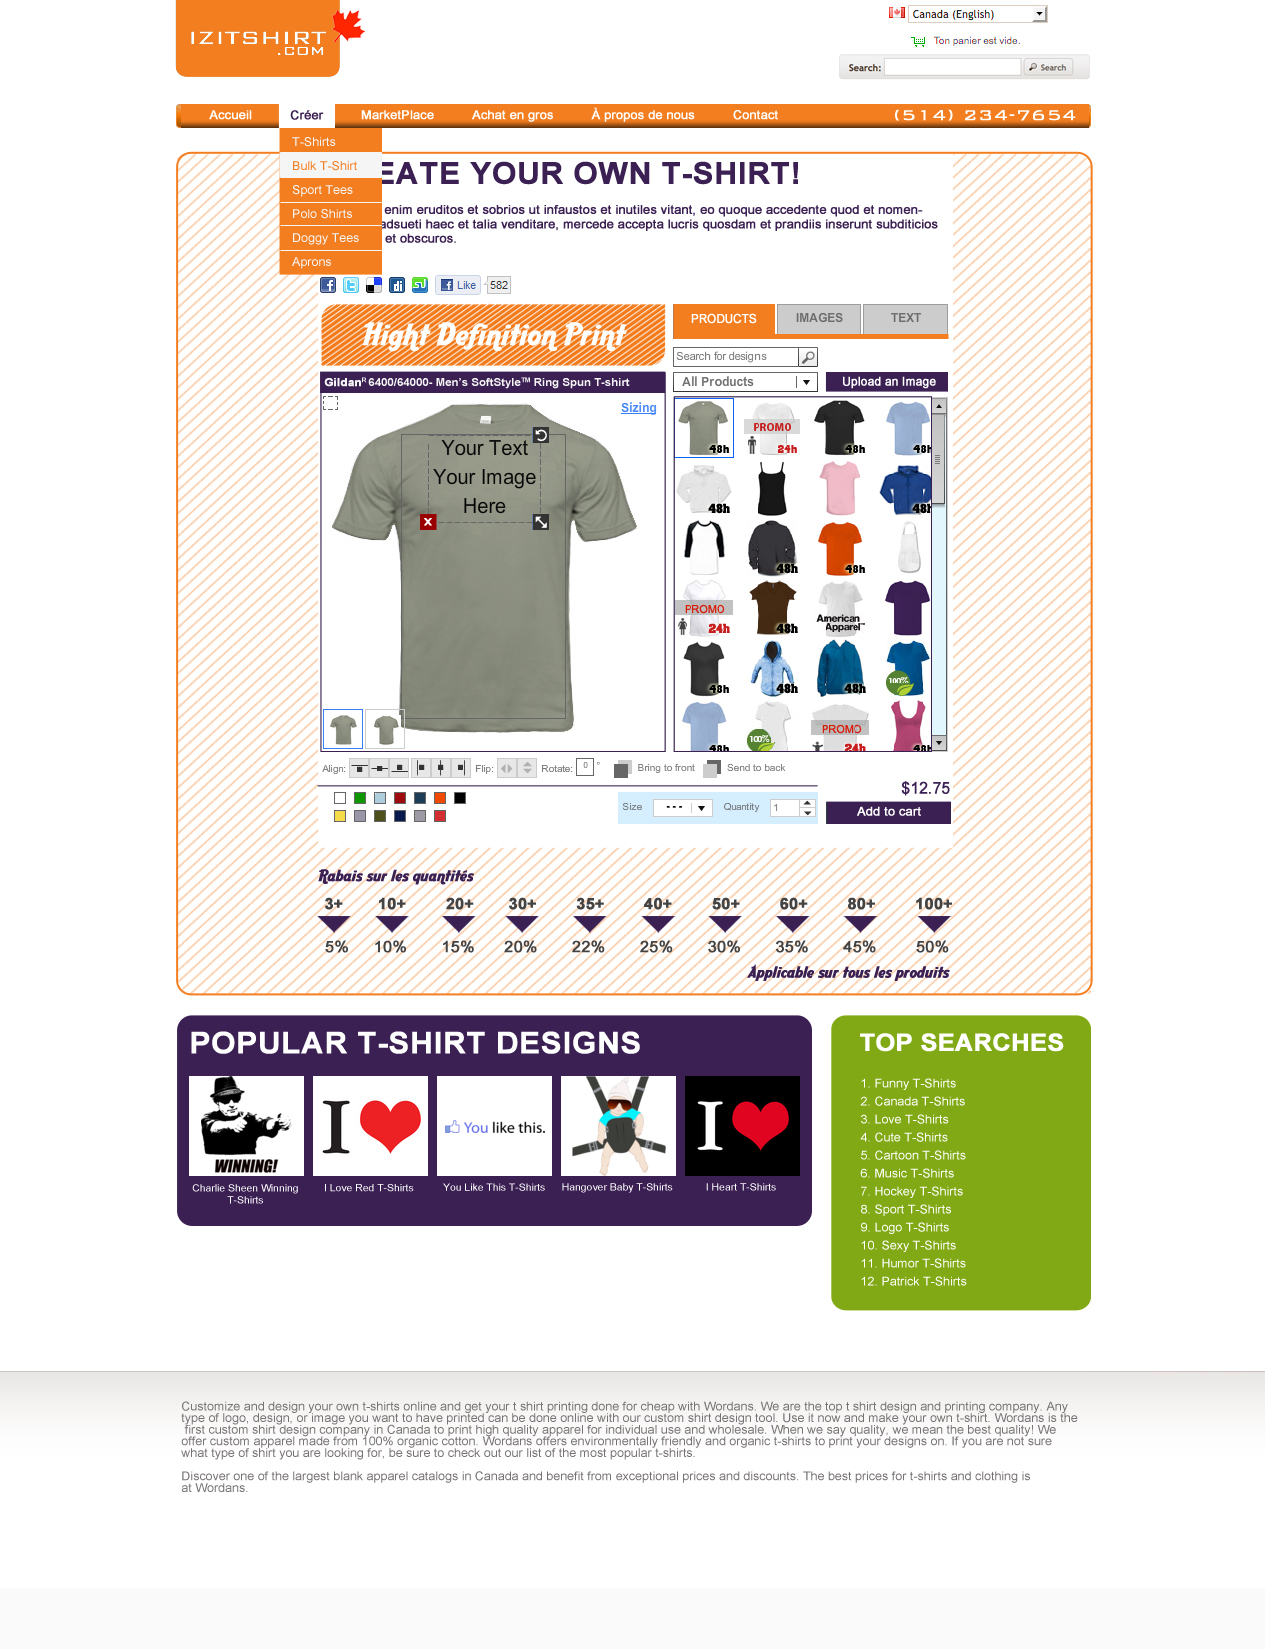 IZITSHIRT
.COM
Canada (English)
Ton panier est vide.
Search:
Search
Accueil
Créer
MarketPlace
Achat en gros
À propos de nous
Contact
(514) 234-7654
T-Shirts
Bulk T-Shirt
Sport Tees
Polo Shirts
Doggy Tees
Aprons
EATE YOUR OWN T-SHIRT!
enim eruditos et sobrios ut infaustos et inutiles vitant, eo quoque accedente quod et nomen-
adsueti haec et talia venditare, mercede accepta lucris quosdam et prandiis inserunt subditicios
et obscuros.
Like
582
Hight Definition Print
PRODUCTS
IMAGES
TEXT
Search for designs
All Products
Upload an Image
Gildan® 6400/64000- Men's SoftStyle™ Ring Spun T-shirt
Sizing
Your Text
Your Image
Here
48h
PROMO
24h
48h
48h
48h
48h
48h
PROMO
24h
48h
American
Apparel™
48h
48h
48h
100%
48h
100%
PROMO
24h
48h
Align:
Flip:
Rotate:
0
°
Bring to front
Send to back
$12.75
Size
---
Quantity
1
Add to cart
Rabais sur les quantités
3+ 10+ 20+ 30+ 35+ 40+ 50+ 60+ 80+ 100+
5% 10% 15% 20% 22% 25% 30% 35% 45% 50%
Applicable sur tous les produits
POPULAR T-SHIRT DESIGNS
WINNING!
I
You like this.
I
Charlie Sheen Winning
T-Shirts
I Love Red T-Shirts
You Like This T-Shirts
Hangover Baby T-Shirts
I Heart T-Shirts
TOP SEARCHES
1. Funny T-Shirts
2. Canada T-Shirts
3. Love T-Shirts
4. Cute T-Shirts
5. Cartoon T-Shirts
6. Music T-Shirts
7. Hockey T-Shirts
8. Sport T-Shirts
9. Logo T-Shirts
10. Sexy T-Shirts
11. Humor T-Shirts
12. Patrick T-Shirts
Customize and design your own t-shirts online and get your t shirt printing done for cheap with Wordans. We are the top t shirt design and printing company. Any
type of logo, design, or image you want to have printed can be done online with our custom shirt design tool. Use it now and make your own t-shirt. Wordans is the
first custom shirt design company in Canada to print high quality apparel for individual use and wholesale. When we say quality, we mean the best quality! We
offer custom apparel made from 100% organic cotton. Wordans offers environmentally friendly and organic t-shirts to print your designs on. If you are not sure
what type of shirt you are looking for, be sure to check out our list of the most popular t-shirts.
Discover one of the largest blank apparel catalogs in Canada and benefit from exceptional prices and discounts. The best prices for t-shirts and clothing is
at Wordans.